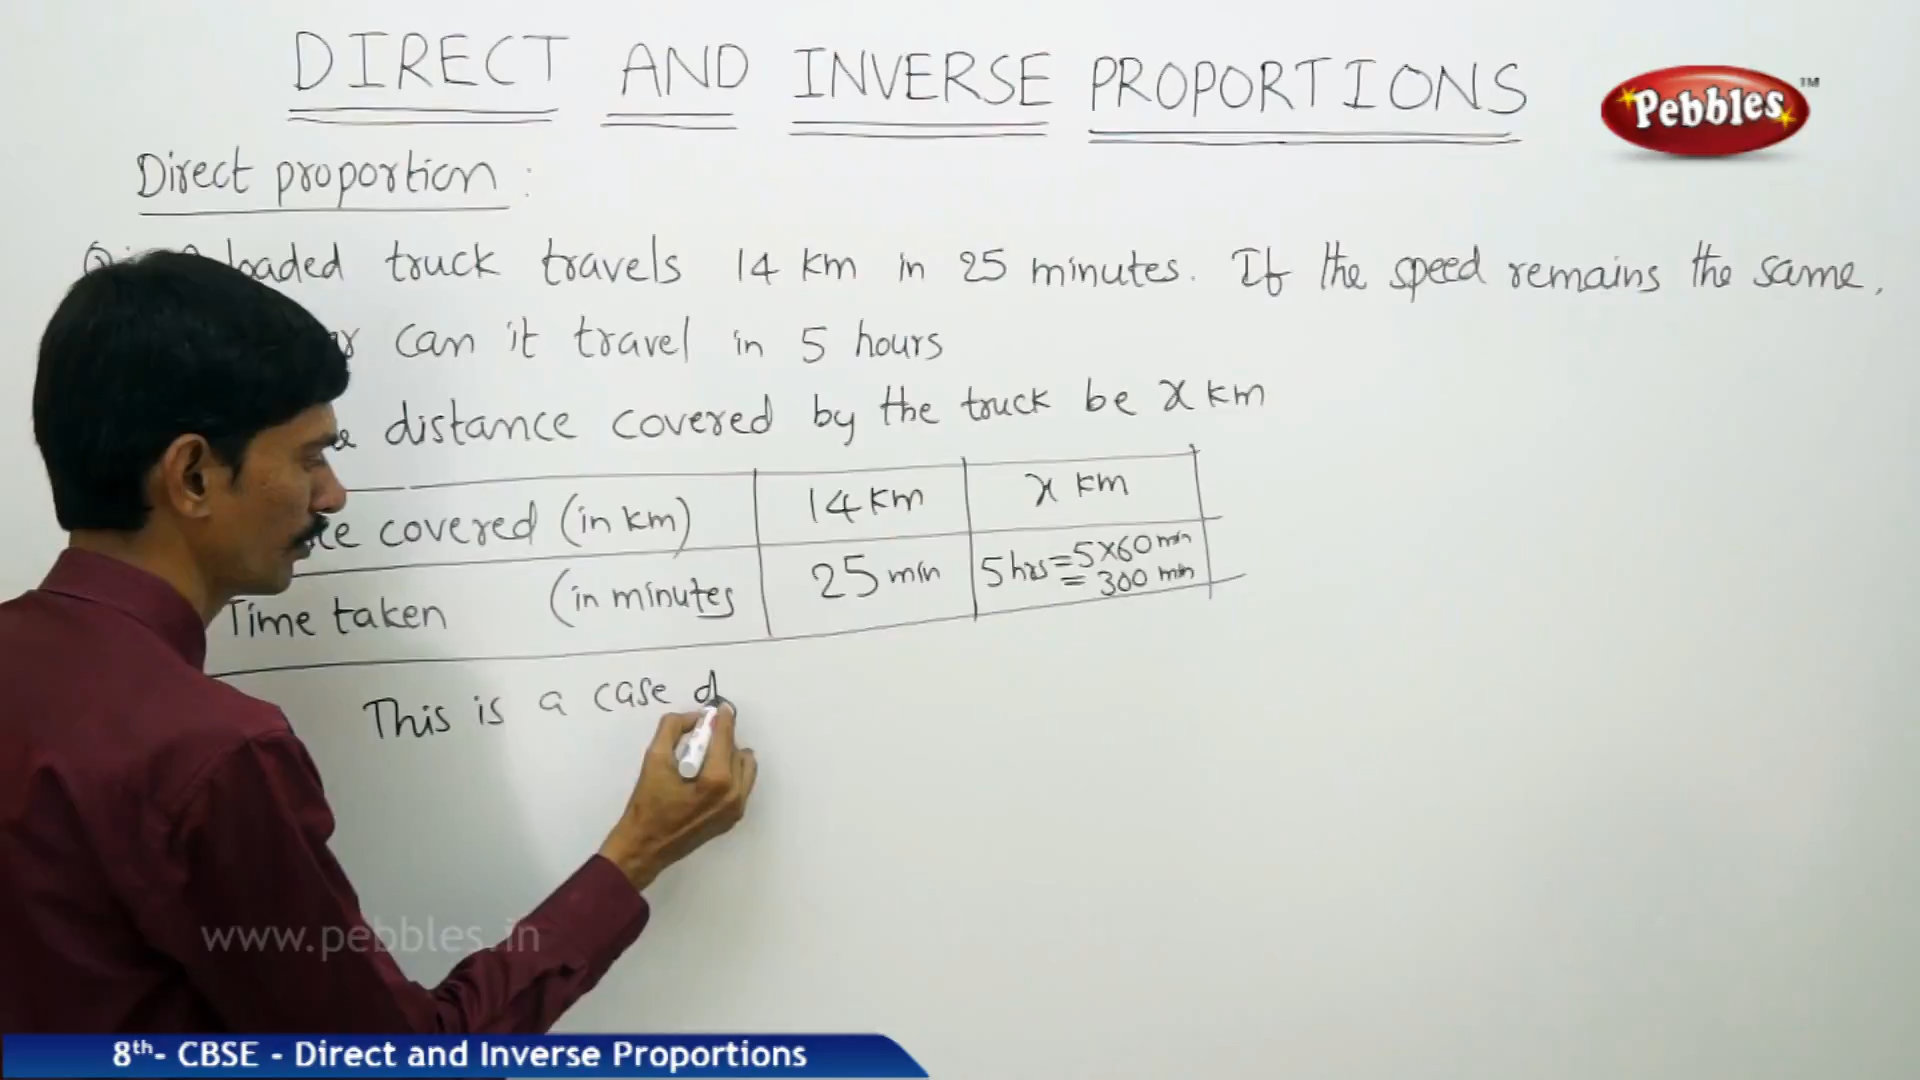 DIRECT AND INVERSE PROPORTIONS
Pebbles TM
Direct proportion :
loaded truck travels 14 km in 25 minutes. If the speed remains the same,
can it travel in 5 hours
distance covered by the truck be x km
covered (in km) 14 km x km
Time taken (in minutes 25 min 5 hrs = 5×60 min
= 300 min
This is a case
www.pebbles.in
8th- CBSE - Direct and Inverse Proportions